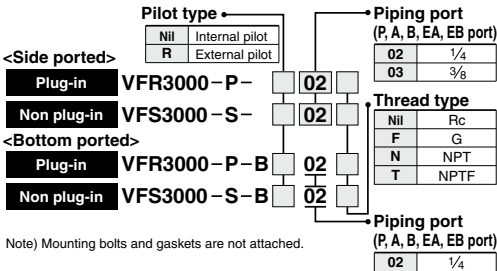 Pilot type
Nil Internal pilot
R External pilot
Piping port
(P, A, B, EA, EB port)
02 1/4
03 3/8
<Side ported>
Plug-in VFR3000-P- 02
Non plug-in VFS3000-S- 02
Thread type
Nil Rc
F G
N NPT
T NPTF
<Bottom ported>
Plug-in VFR3000-P-B 02
Non plug-in VFS3000-S-B 02
Piping port
(P, A, B, EA, EB port)
02 1/4
Note) Mounting bolts and gaskets are not attached.